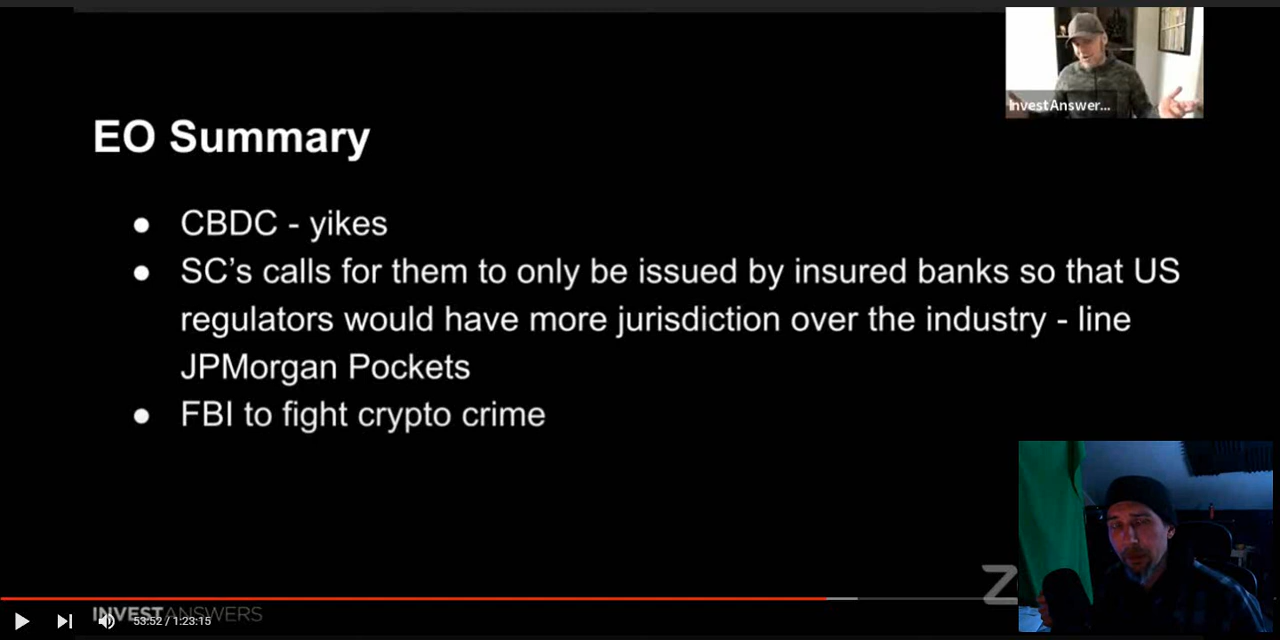 InvestAnswer...
EO Summary
CBDC - yikes
SC's calls for them to only be issued by insured banks so that US
regulators would have more jurisdiction over the industry - line
JPMorgan Pockets
FBI to fight crypto crime
Z
INVESTANSWERS
53:52 / 1:23:15